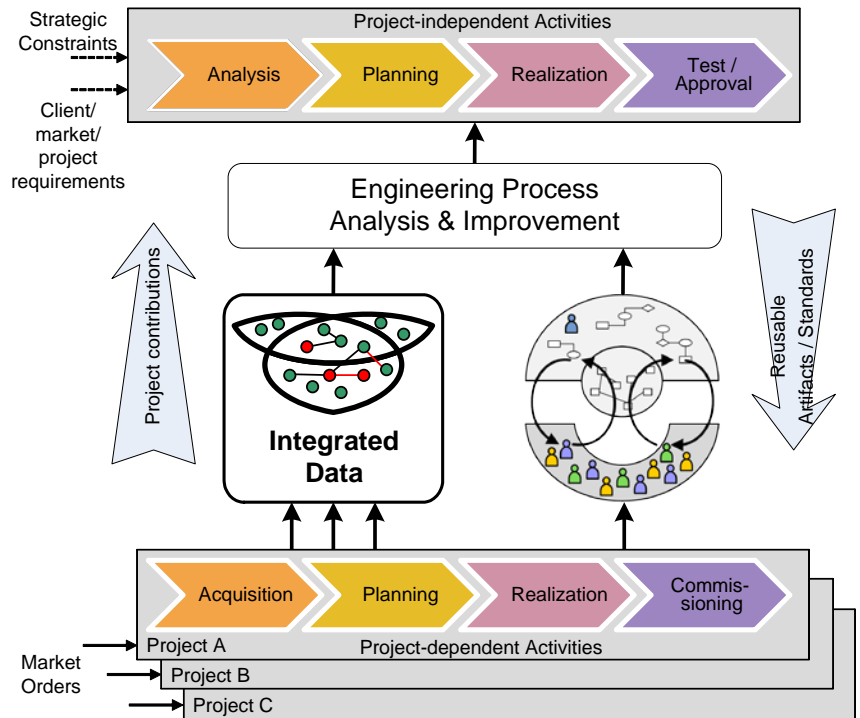 Strategic
Constraints
Client/
market/
project
requirements
Project-independent Activities
Analysis
Planning
Realization
Test /
Approval
Engineering Process
Analysis & Improvement
Project contributions
Integrated
Data
Reusable
Artifacts / Standards
Acquisition
Planning
Realization
Commis-
sioning
Project A
Project-dependent Activities
Market
Orders
Project B
Project C